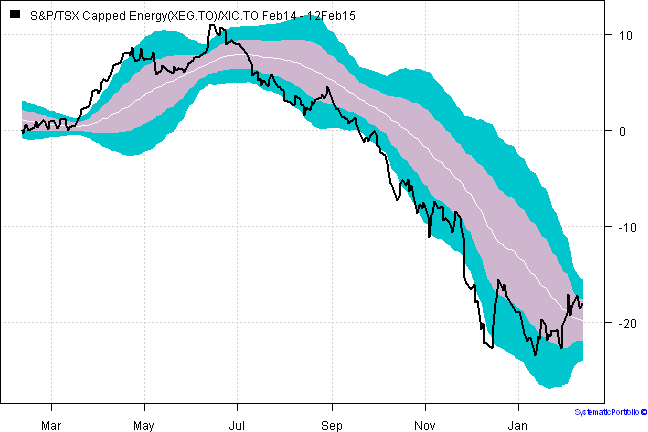 S&P/TSX Capped Energy(XEG.TO)/XIC.TO Feb14 - 12Feb15
10
0
-10
-20
Mar May Jul Sep Nov Jan
SystematicPortfolio ©